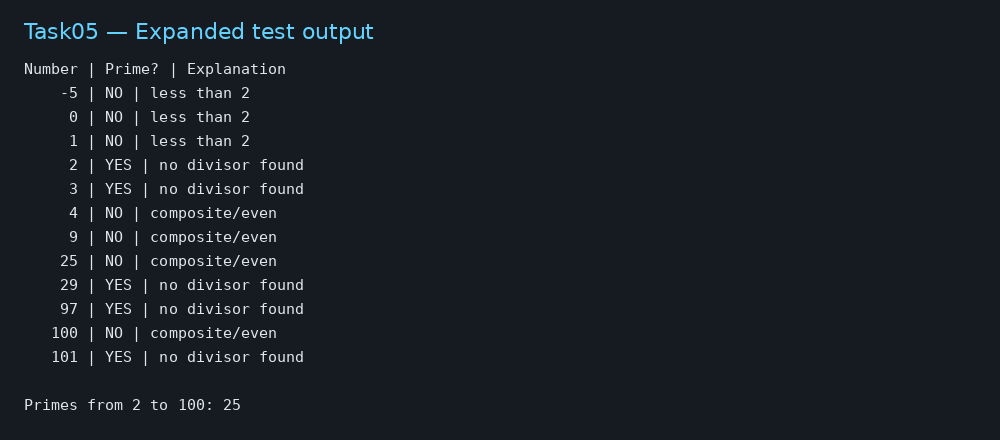 Task05 — Expanded test output
Number | Prime? | Explanation
-5 | NO | less than 2
0 | NO | less than 2
1 | NO | less than 2
2 | YES | no divisor found
3 | YES | no divisor found
4 | NO | composite/even
9 | NO | composite/even
25 | NO | composite/even
29 | YES | no divisor found
97 | YES | no divisor found
100 | NO | composite/even
101 | YES | no divisor found
Primes from 2 to 100: 25